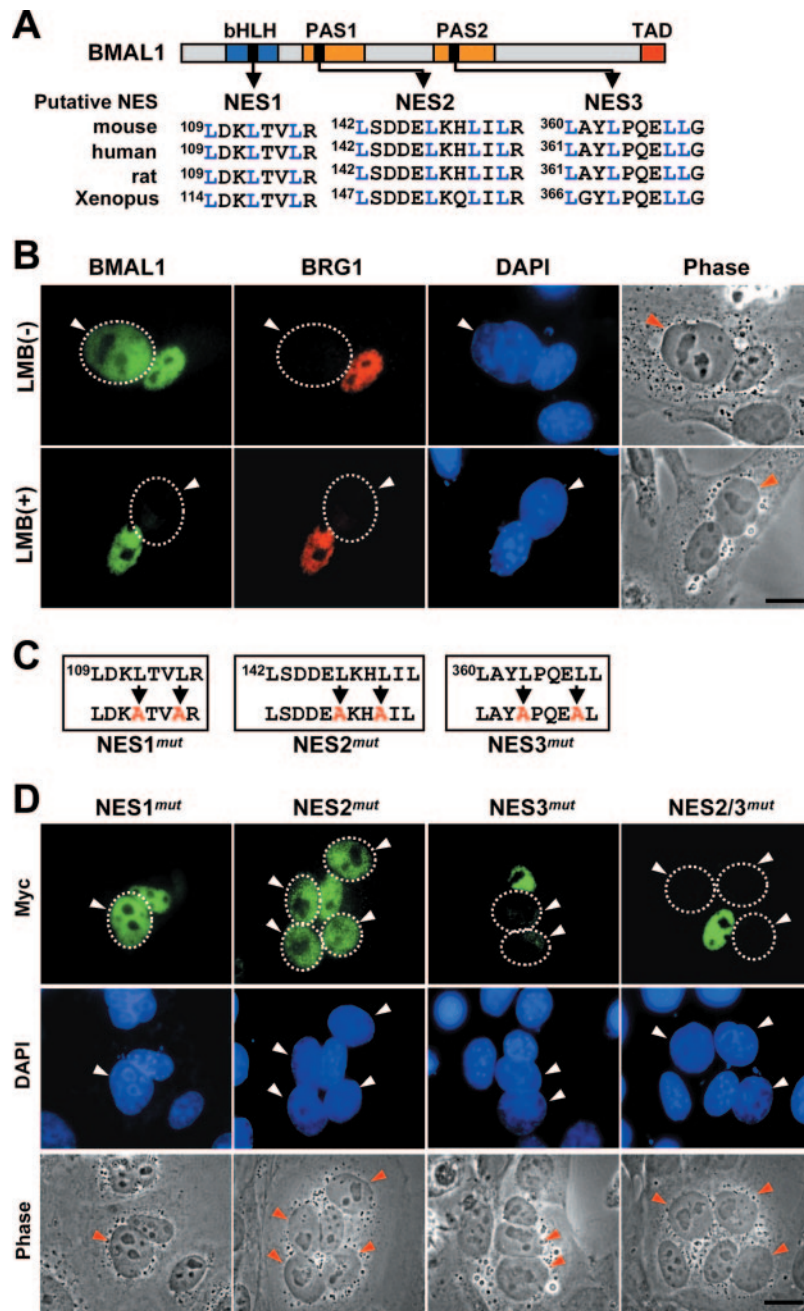 A
bHLH PAS1 PAS2 TAD
BMAL1
Putative NES NES1 NES2 NES3
mouse 109LDKLTVLR 142LSDDELKHLILR 360LAYLPQELLG
human 109LDKLTVLR 142LSDDELKHLILR 361LAYLPQELLG
rat 109LDKLTVLR 142LSDDELKHLILR 361LAYLPQELLG
Xenopus 114LDKLTVLR 147LSDDELKQLILR 366LGYLPQELLG
B
BMAL1 BRG1 DAPI Phase
LMB(-)
LMB(+)
C
109LDKLTVLR 142LSDDELKHLIL 360LAYLPQELL
LDKATVAR LSDDEAKHAIL LAYAPQEAL
NES1mut NES2mut NES3mut
D
NES1mut NES2mut NES3mut NES2/3mut
Myc
DAPI
Phase